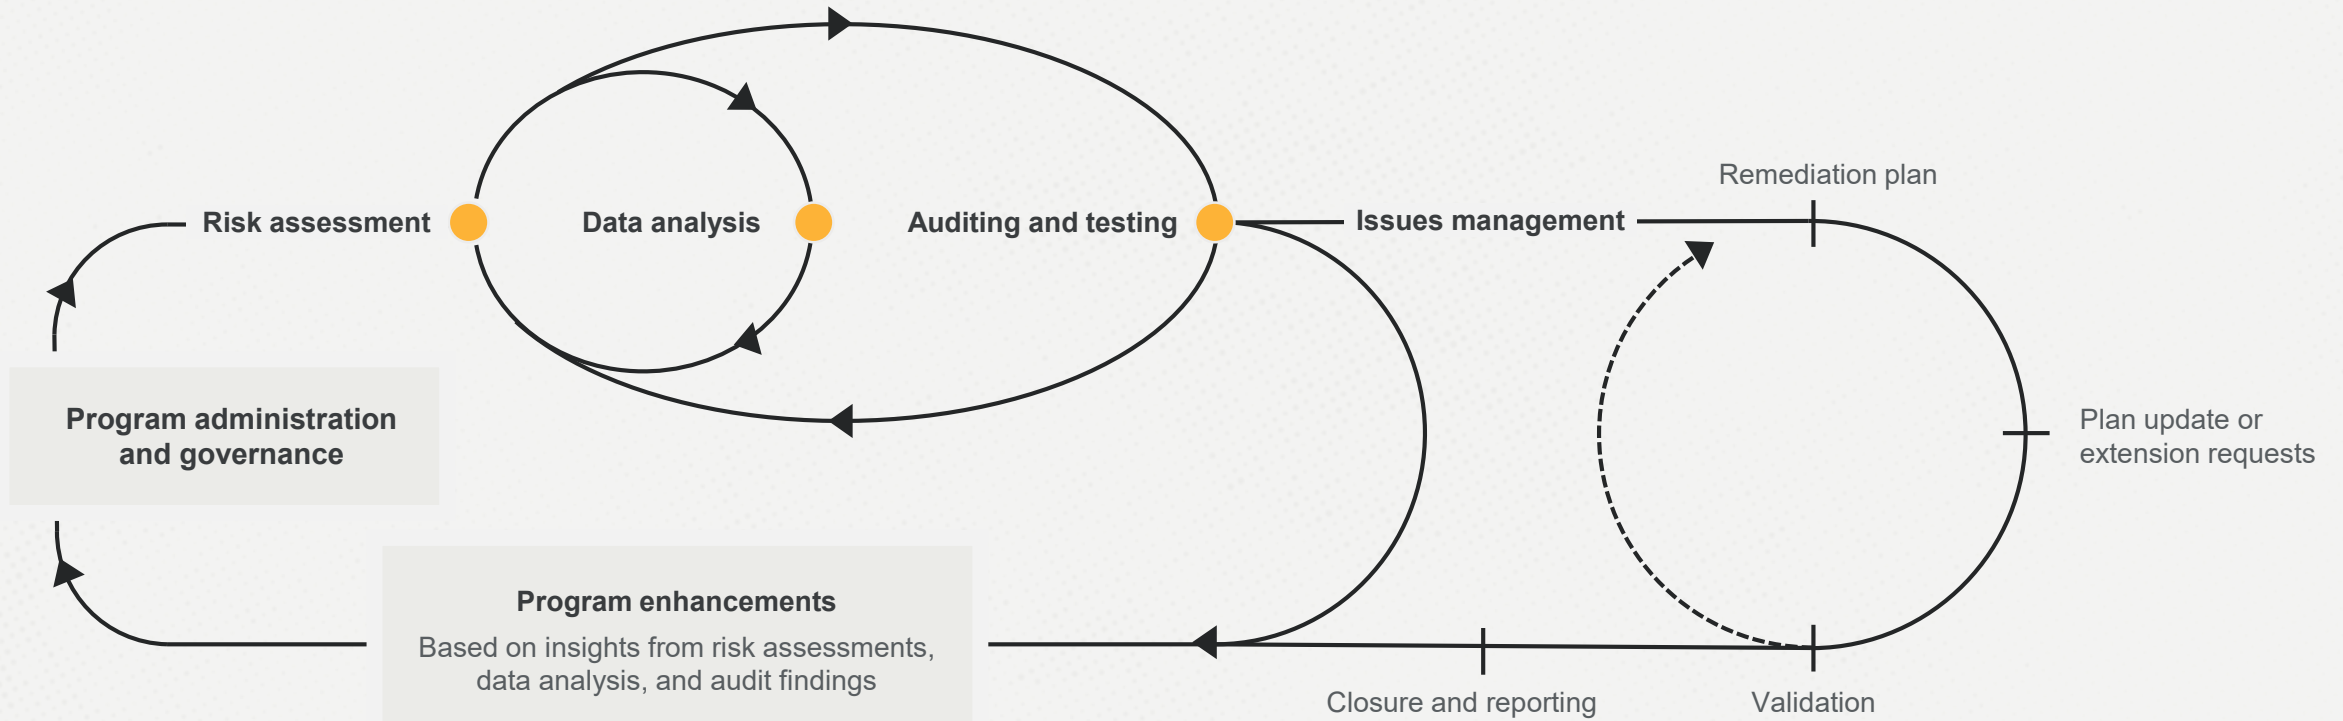 Remediation plan
Risk assessment
Data analysis
Auditing and testing
Issues management
Program administration
and governance
Plan update or
extension requests
Program enhancements
Based on insights from risk assessments,
data analysis, and audit findings
Closure and reporting
Validation